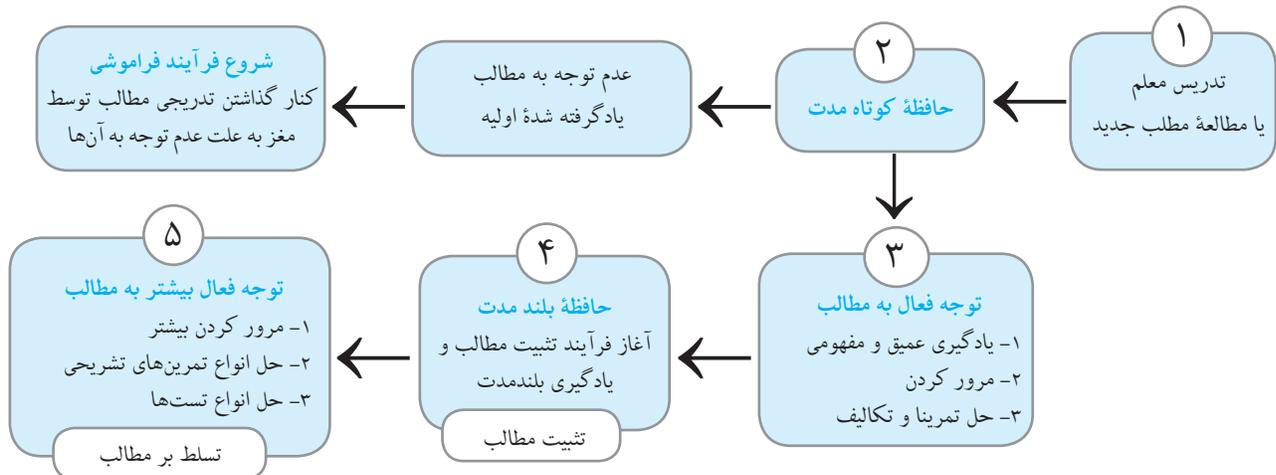 ۱
تدریس معلم
یا مطالعهٔ مطلب جدید
۲
حافظهٔ کوتاه مدت
عدم توجه به مطالب
یادگرفته شدهٔ اولیه
شروع فرآیند فراموشی
کنار گذاشتن تدریجی مطالب توسط
مغز به علت عدم توجه به آن‌ها
۳
توجه فعال به مطالب
۱- یادگیری عمیق و مفهومی
۲- مرور کردن
۳- حل تمرینا و تکالیف
۴
حافظهٔ بلند مدت
آغاز فرآیند تثبیت مطالب و
یادگیری بلندمدت
تثبیت مطالب
۵
توجه فعال بیشتر به مطالب
۱- مرور کردن بیشتر
۲- حل انواع تمرین‌های تشریحی
۳- حل انواع تست‌ها
تسلط بر مطالب